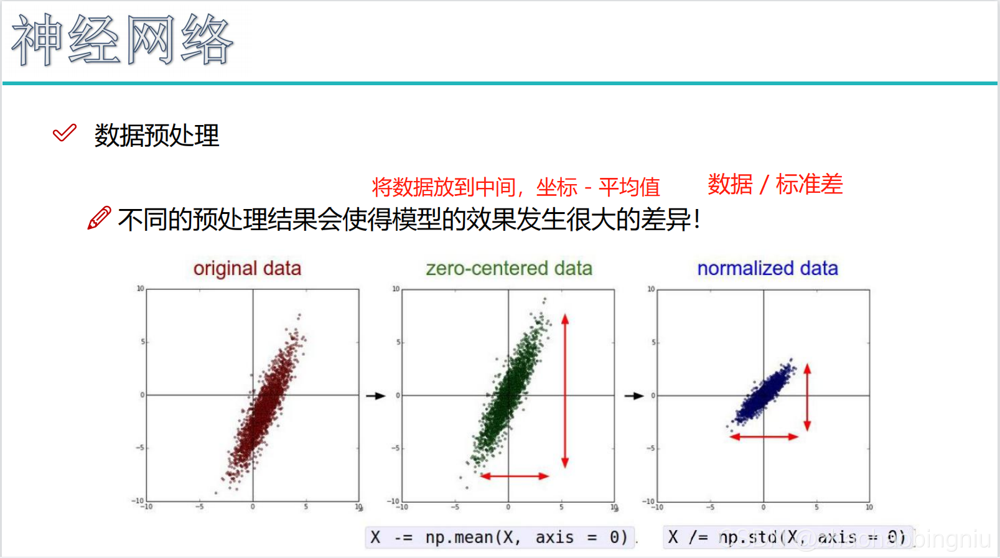 神经网络
数据预处理
将数据放到中间，坐标 - 平均值
数据 / 标准差
不同的预处理结果会使得模型的效果发生很大的差异！
original data
zero-centered data
normalized data
10
5
0
−5
−10
−10
−5
0
5
10
10
5
0
−5
−10
−10
−5
0
5
10
10
5
0
−5
−10
−10
−5
0
5
10
X -= np.mean(X, axis = 0)
X /= np.std(X, axis = 0)
CSDN @zhaohaobingniu